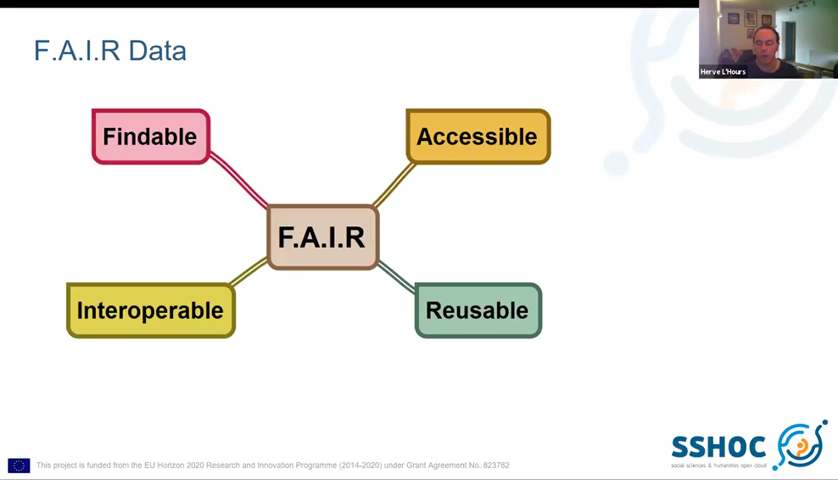 F.A.I.R Data
Herve L'Hours
Findable
Accessible
F.A.I.R
Interoperable
Reusable
SSHOC
social sciences & humanities open cloud
This project is funded from the EU Horizon 2020 Research and Innovation Programme (2014-2020) under Grant Agreement No. 823782